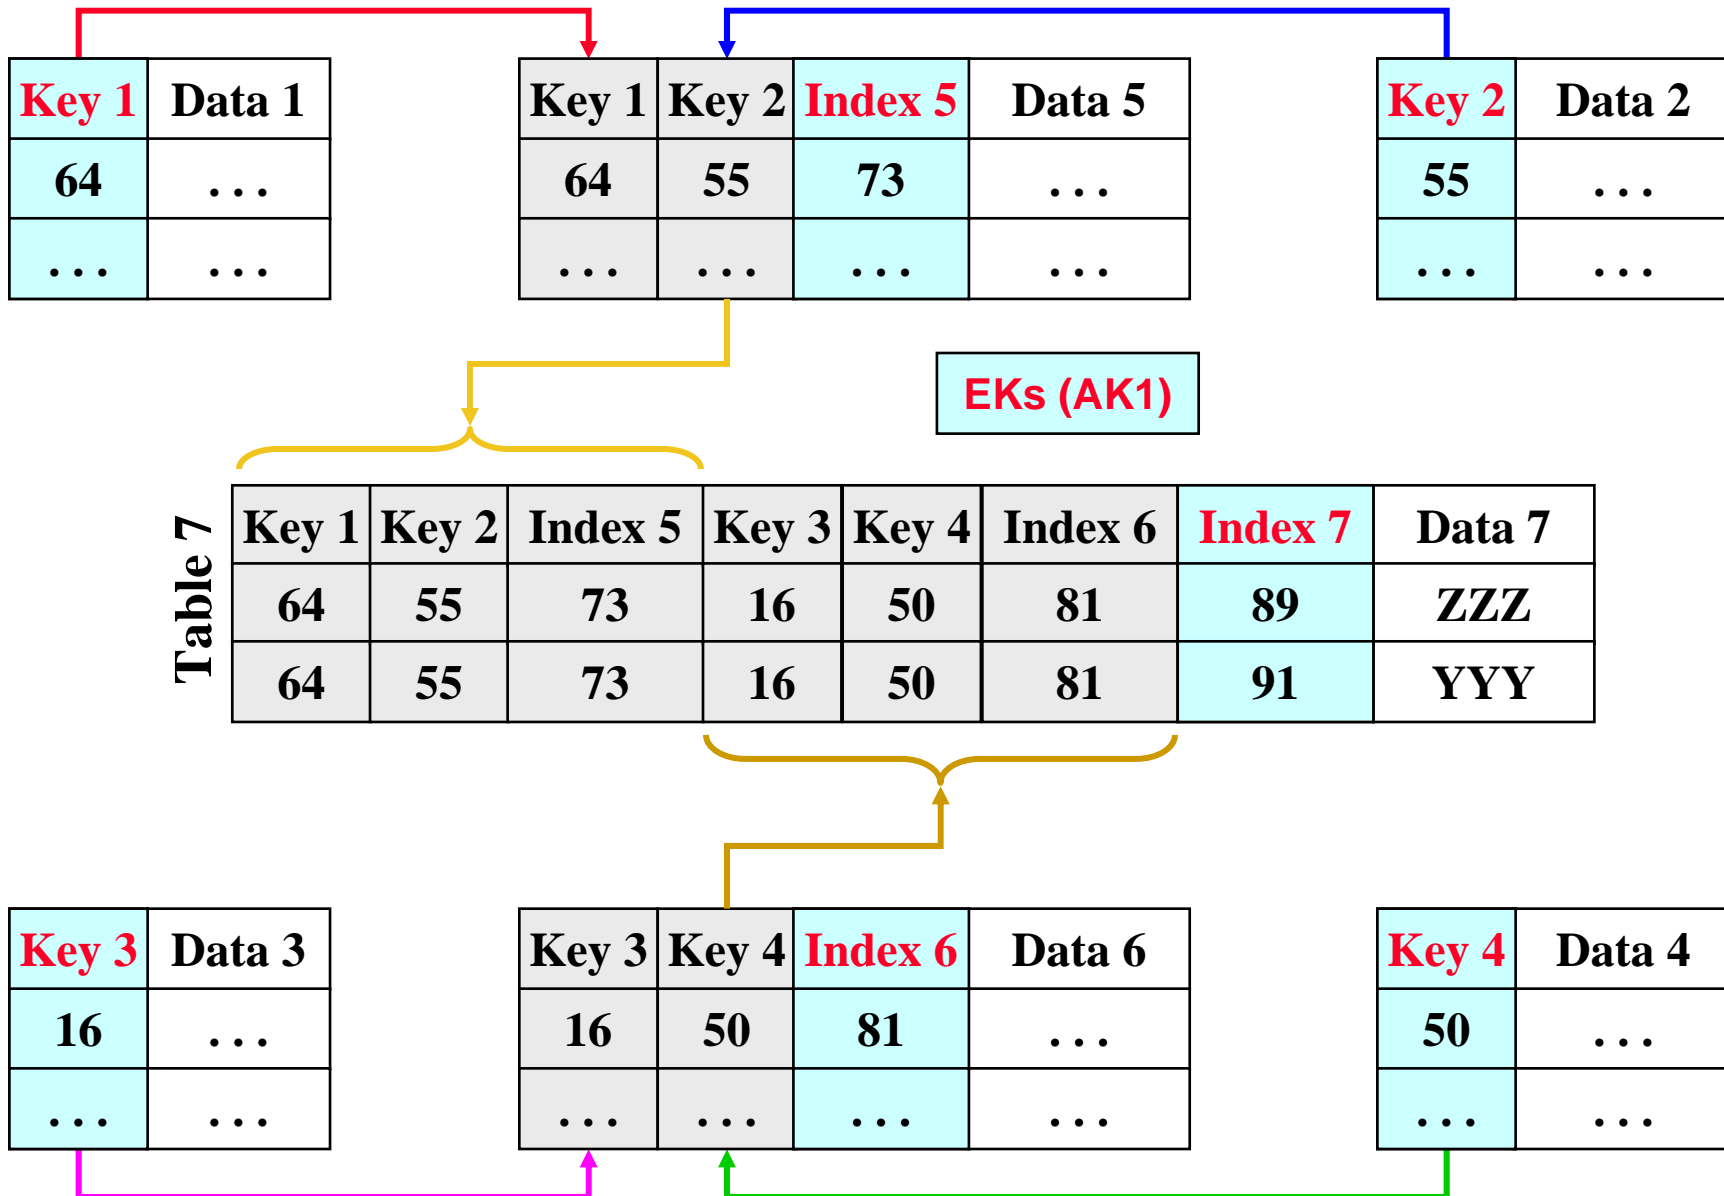 Key 1 Data 1
64 . . .
. . . . . .
Key 1 Key 2 Index 5 Data 5
64 55 73 . . .
. . . . . . . . . . . .
Key 2 Data 2
55 . . .
. . . . . .
EKs (AK1)
Table 7
Key 1 Key 2 Index 5 Key 3 Key 4 Index 6 Index 7 Data 7
64 55 73 16 50 81 89 ZZZ
64 55 73 16 50 81 91 YYY
Key 3 Data 3
16 . . .
. . . . . .
Key 3 Key 4 Index 6 Data 6
16 50 81 . . .
. . . . . . . . . . . .
Key 4 Data 4
50 . . .
. . . . . .